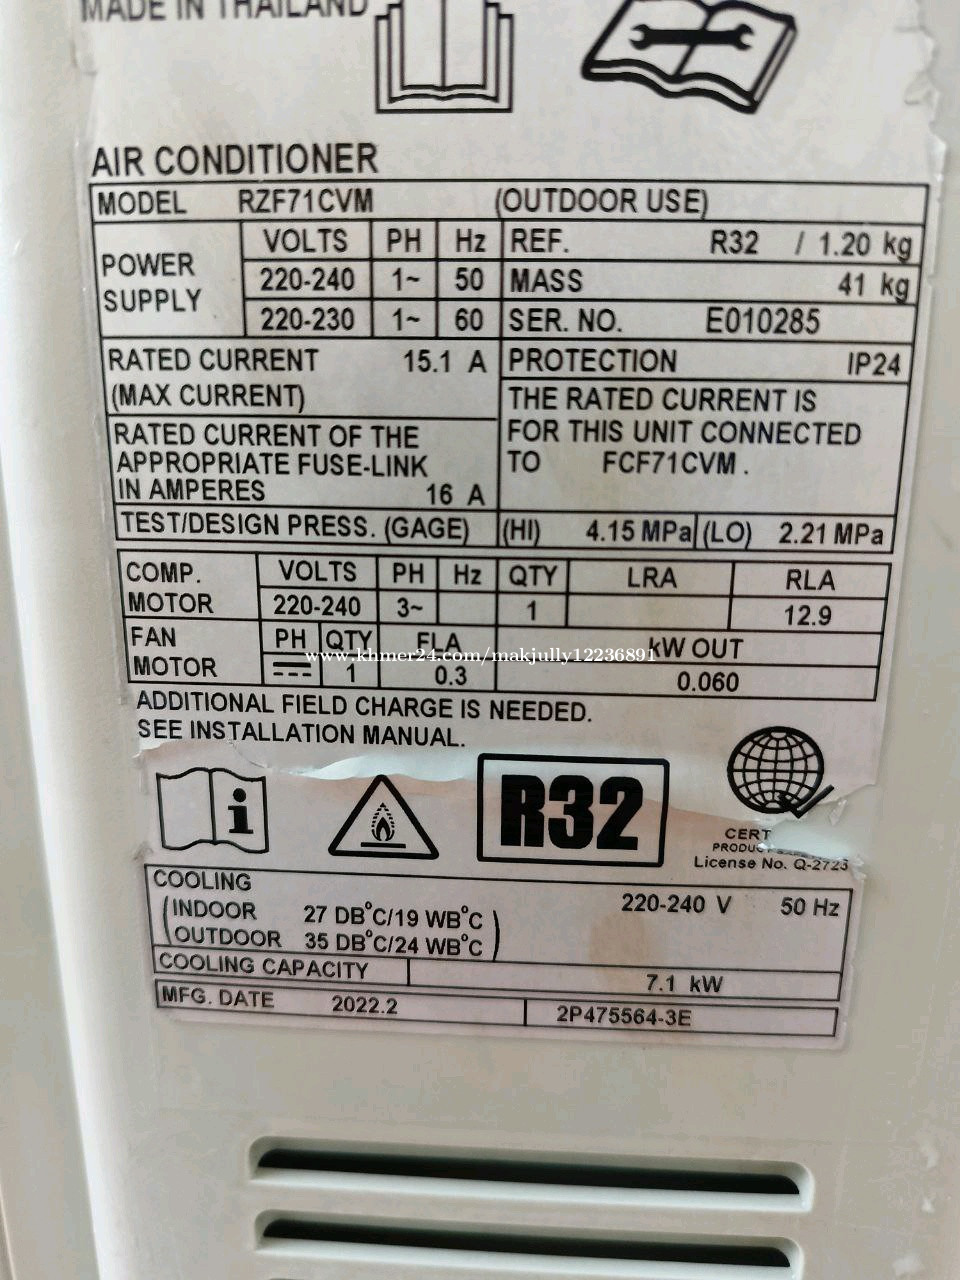 MADE IN THAILAND
AIR CONDITIONER
MODEL RZF71CVM (OUTDOOR USE)
POWER SUPPLY VOLTS PH Hz
220-240 1~ 50
220-230 1~ 60
REF. R32 / 1.20 kg
MASS 41 kg
SER. NO. E010285
RATED CURRENT 15.1 A
(MAX CURRENT)
PROTECTION IP24
RATED CURRENT OF THE
APPROPRIATE FUSE-LINK
IN AMPERES 16 A
THE RATED CURRENT IS
FOR THIS UNIT CONNECTED
TO FCF71CVM .
TEST/DESIGN PRESS. (GAGE) (HI) 4.15 MPa (LO) 2.21 MPa
COMP. MOTOR VOLTS PH Hz QTY LRA RLA
220-240 3~ 1 12.9
FAN MOTOR PH QTY FLA kW OUT
1 0.3 0.060
www.khmer24.com/makjully12236891
ADDITIONAL FIELD CHARGE IS NEEDED.
SEE INSTALLATION MANUAL.
i
R32
CERT
PRODUC
License No. Q-2723
COOLING 220-240 V 50 Hz
(INDOOR 27 DB°C/19 WB°C)
(OUTDOOR 35 DB°C/24 WB°C)
COOLING CAPACITY 7.1 kW
MFG. DATE 2022.2 2P475564-3E